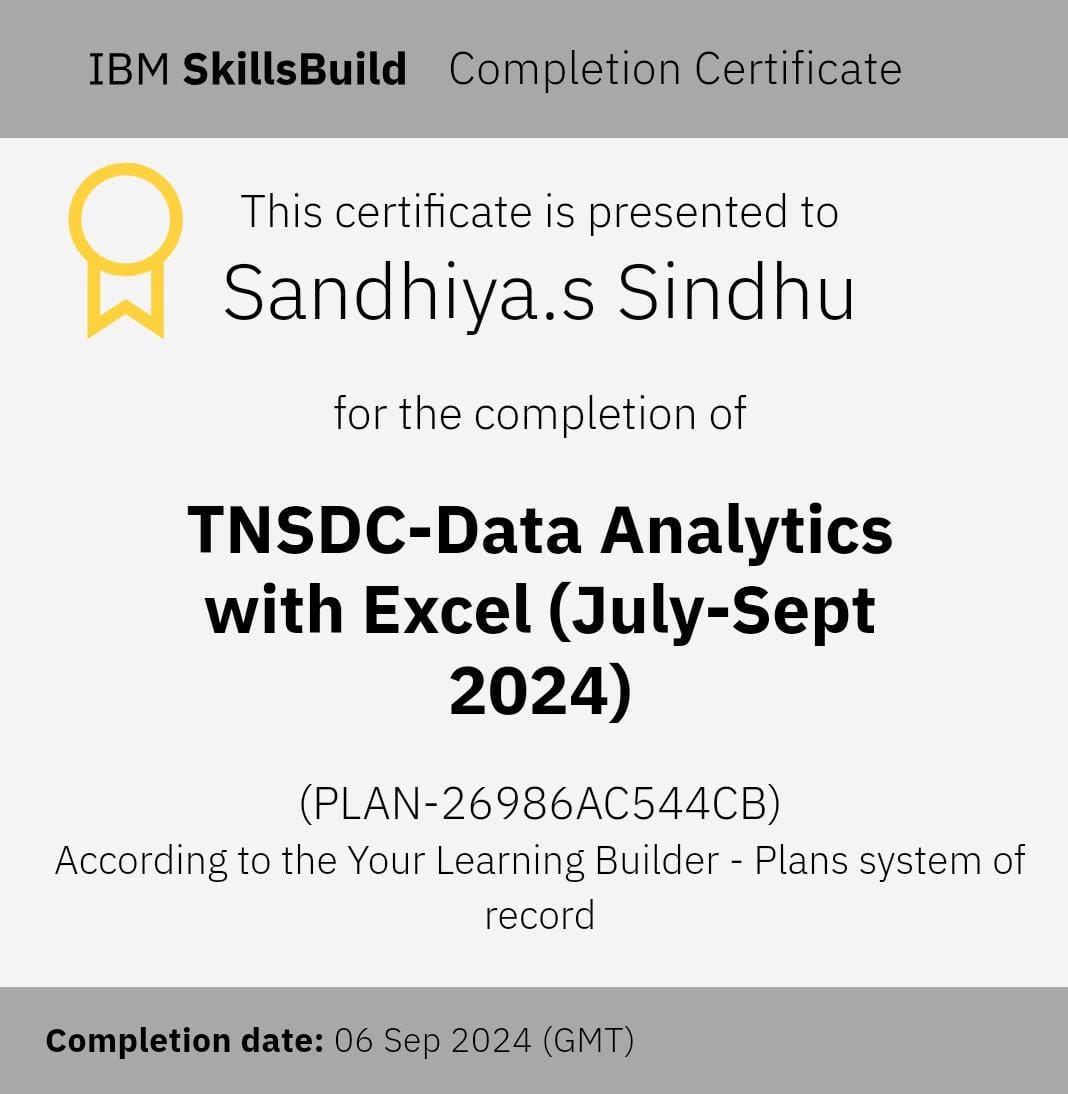 IBM SkillsBuild Completion Certificate
This certificate is presented to
Sandhiya.s Sindhu
for the completion of
TNSDC-Data Analytics
with Excel (July-Sept
2024)
(PLAN-26986AC544CB)
According to the Your Learning Builder - Plans system of
record
Completion date: 06 Sep 2024 (GMT)